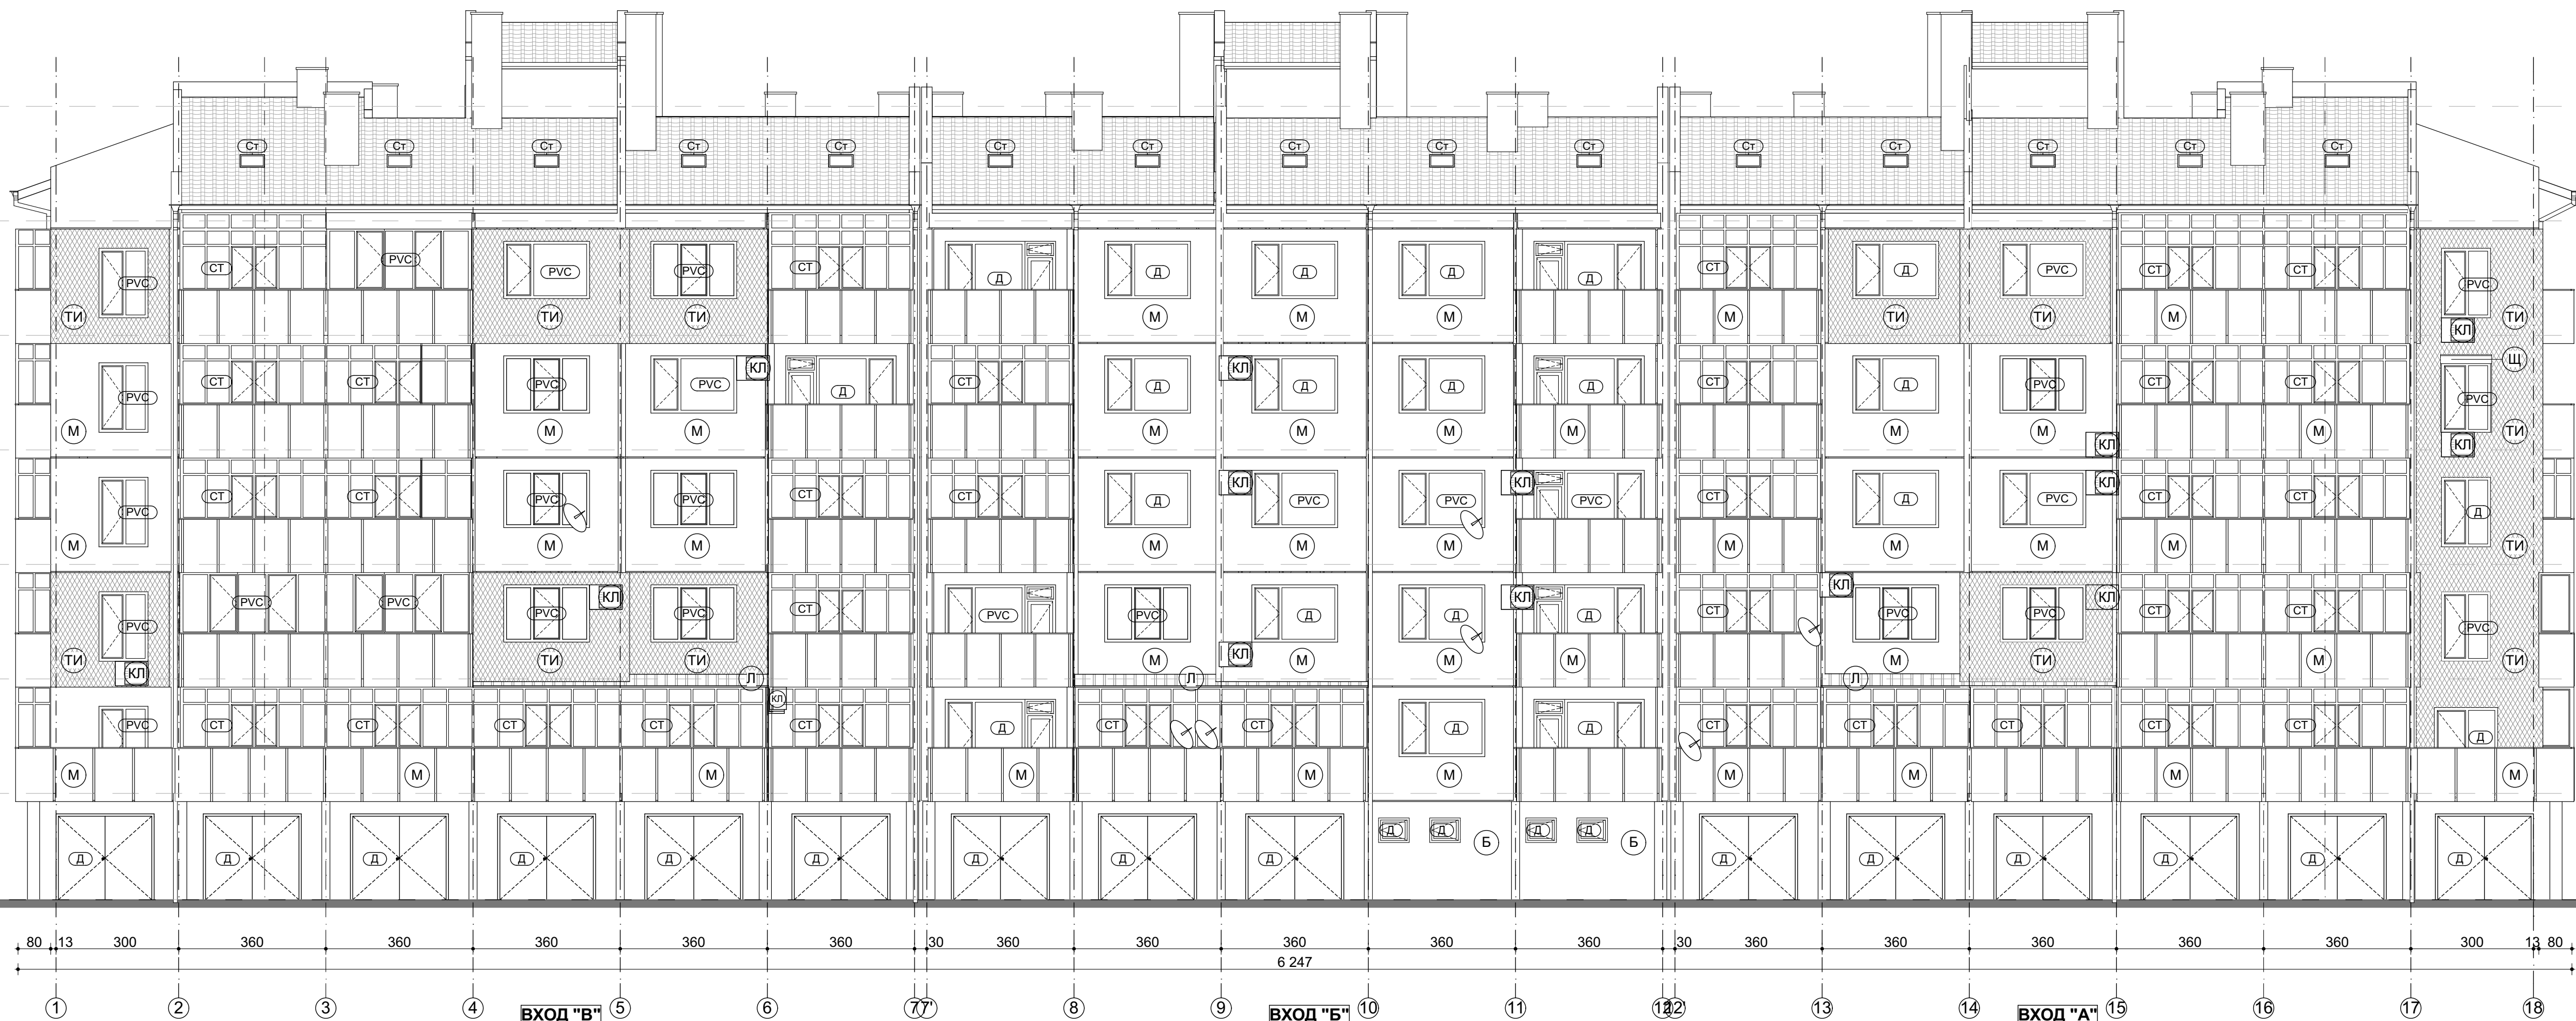 Ст Ст Ст Ст Ст Ст Ст Ст Ст Ст Ст Ст Ст Ст Ст
PVC СТ PVC PVC PVC СТ Д Д Д Д Д СТ Д PVC СТ СТ PVC
ТИ ТИ ТИ М М М М ТИ ТИ М ТИ
КЛ
Щ
PVC СТ СТ PVC PVC КЛ Д СТ Д КЛ Д Д Д СТ Д PVC СТ СТ PVC
М М М М М М М М М М ТИ
КЛ КЛ
PVC СТ СТ PVC PVC СТ СТ Д КЛ PVC PVC КЛ PVC СТ Д PVC КЛ СТ СТ Д
М М М М М М М М М М ТИ
PVC PVC PVC PVC КЛ PVC СТ PVC PVC Д Д КЛ Д СТ КЛ PVC PVC КЛ СТ СТ PVC
ТИ ТИ ТИ М КЛ М М М М ТИ М ТИ
КЛ Л Л Л
PVC СТ СТ СТ СТ КЛ СТ Д СТ СТ Д Д СТ СТ СТ СТ СТ Д
М М М М М М М М М М
Д Д Д Д Б Б
Д Д Д Д Д Д Д Д Д Д Д Д Д Д Д
80 13 300 360 360 360 360 360 30 360 360 360 360 360 30 360 360 360 360 360 300 13 80
6 247
1 2 3 4 5 6 7 7' 8 9 10 11 12 12' 13 14 15 16 17 18
ВХОД "В" ВХОД "Б" ВХОД "А"